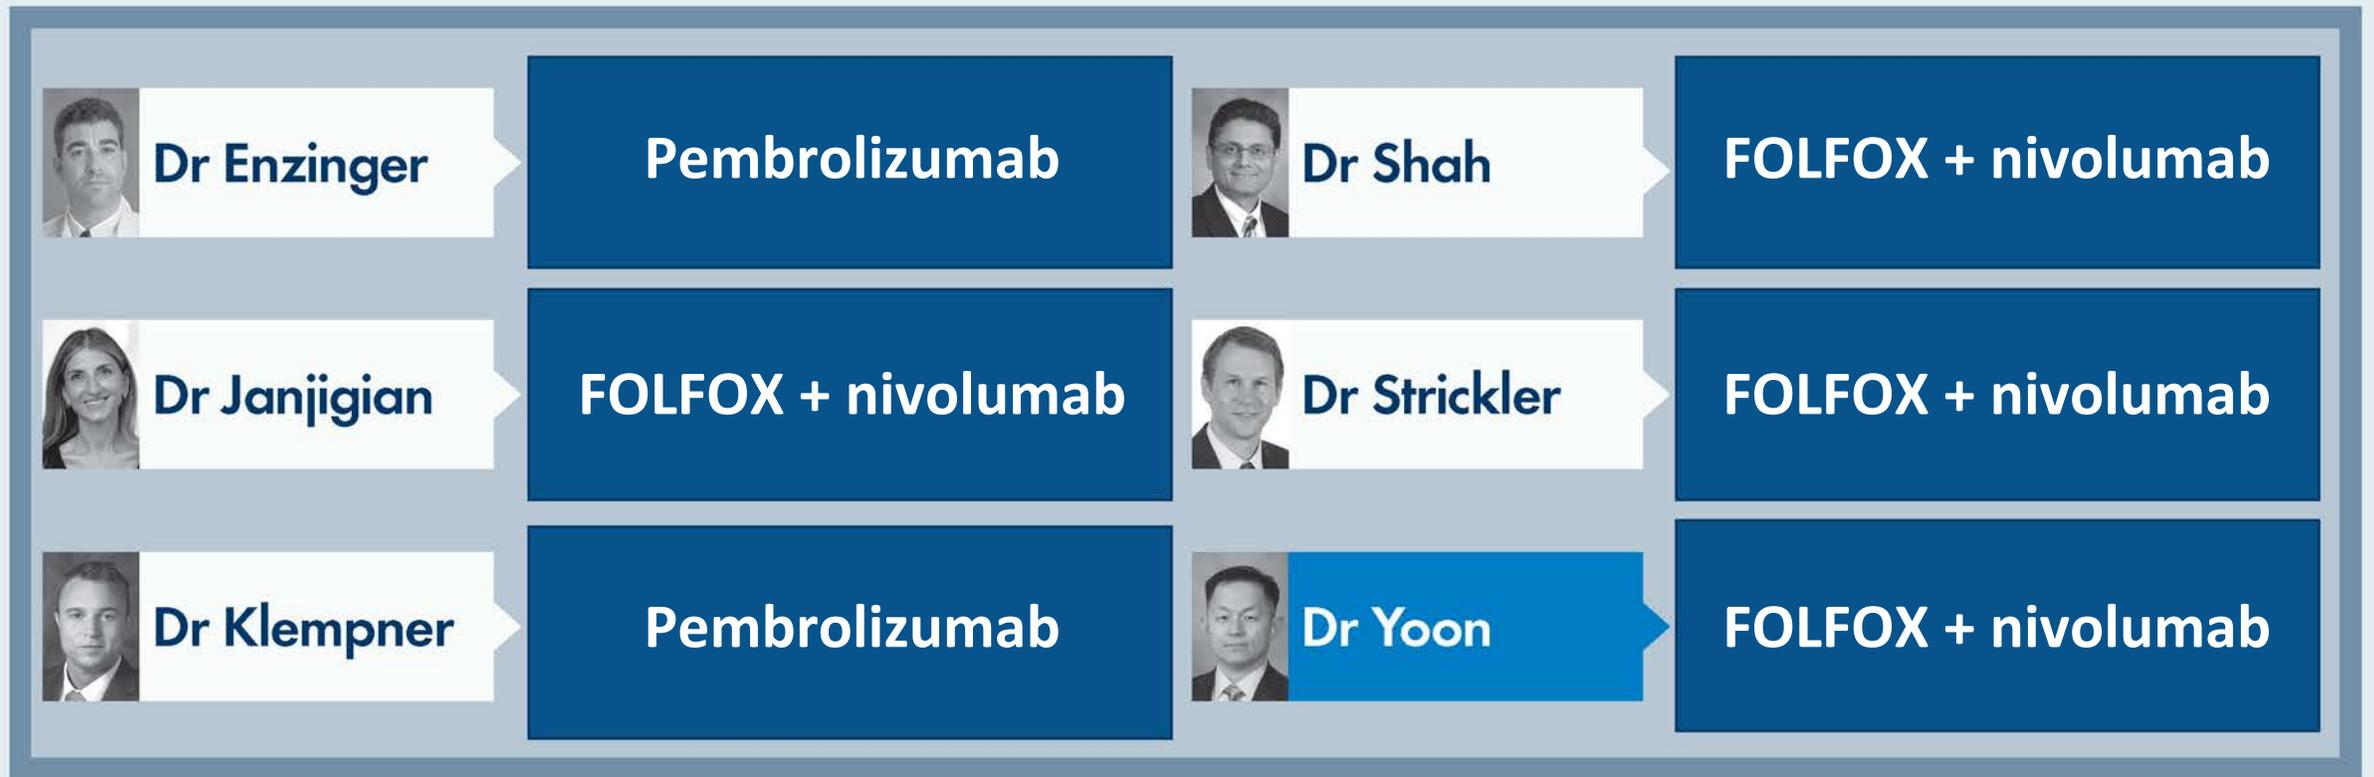 Dr Enzinger
Pembrolizumab
Dr Shah
FOLFOX + nivolumab
Dr Janjigian
FOLFOX + nivolumab
Dr Strickler
FOLFOX + nivolumab
Dr Klempner
Pembrolizumab
Dr Yoon
FOLFOX + nivolumab